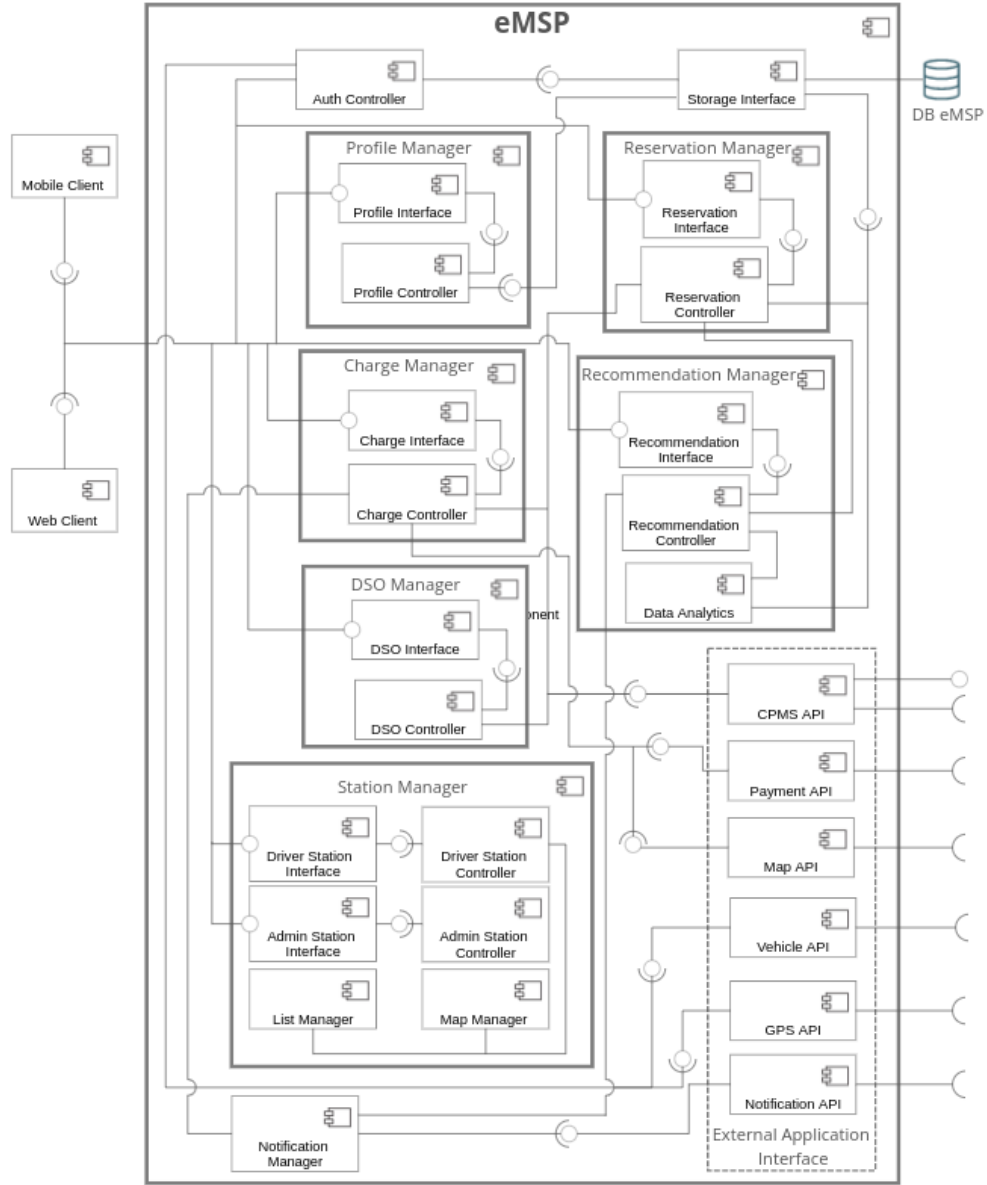 eMSP
Auth Controller
Storage Interface
DB eMSP
Mobile Client
Profile Manager
Profile Interface
Profile Controller
Reservation Manager
Reservation
Interface
Reservation
Controller
Charge Manager
Charge Interface
Charge Controller
Recommendation Manager
Recommendation
Interface
Recommendation
Controller
Data Analytics
Web Client
DSO Manager
DSO Interface
DSO Controller
nent
CPMS API
Payment API
Map API
Vehicle API
GPS API
Notification API
External Application
Interface
Station Manager
Driver Station
Interface
Driver Station
Controller
Admin Station
Interface
Admin Station
Controller
List Manager
Map Manager
Notification
Manager